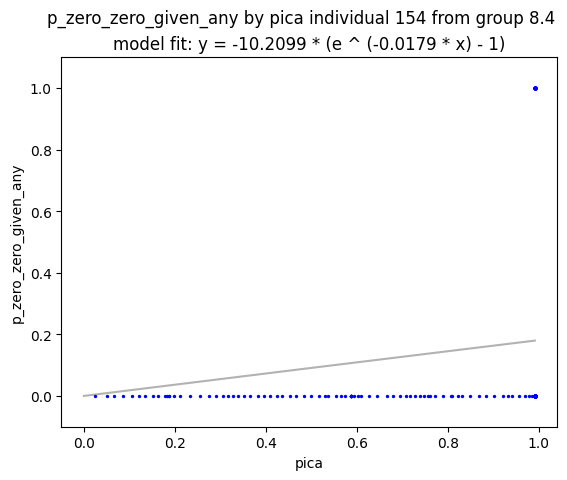 p_zero_zero_given_any by pica individual 154 from group 8.4
model fit: y = -10.2099 * (e ^ (-0.0179 * x) - 1)
p_zero_zero_given_any
1.0
0.8
0.6
0.4
0.2
0.0
0.0 0.2 0.4 0.6 0.8 1.0
pica